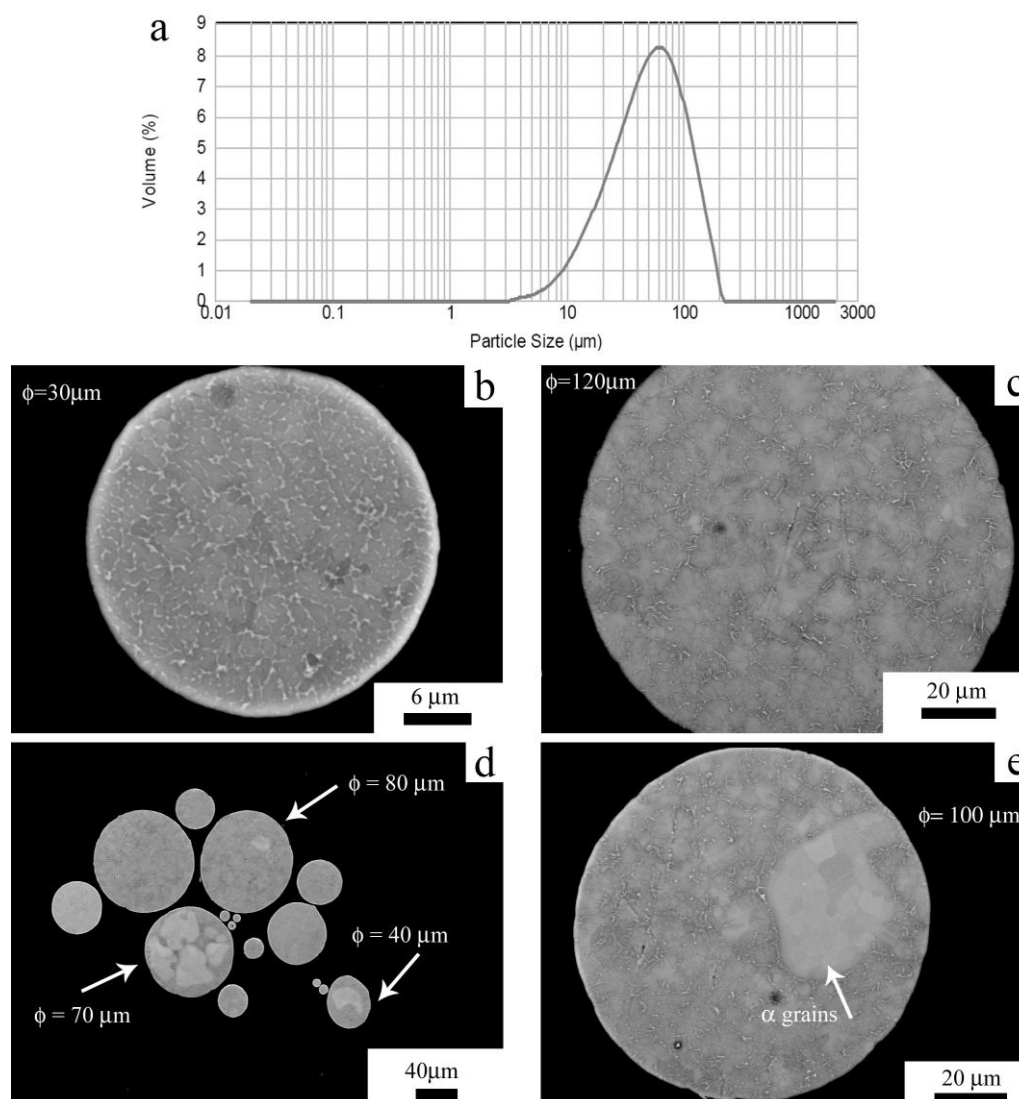 a
9
8
7
6
5
4
3
2
1
0
Volume (%)
0.01 0.1 1 10 100 1000 3000
Particle Size (µm)
ϕ=30µm
b
6 µm
ϕ=120µm
c
20 µm
d
ϕ = 80 µm
ϕ = 40 µm
ϕ = 70 µm
40µm
e
ϕ= 100 µm
α grains
20 µm